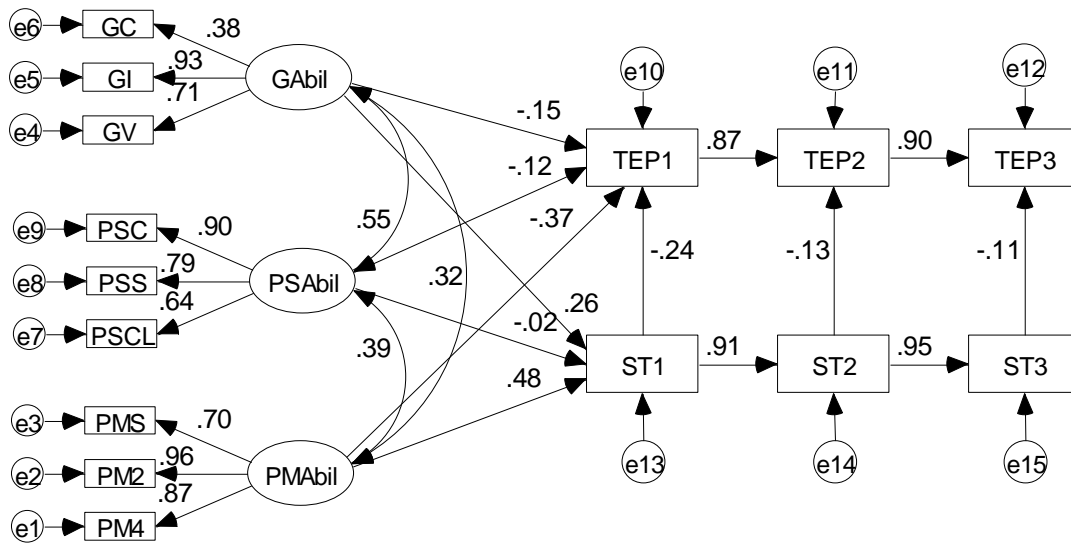 e6 GC .38
e5 GI .93 GAbil
e4 GV .71
e10 e11 e12
-.15
TEP1 .87 TEP2 .90 TEP3
-.12
-.37
.55
e9 PSC .90
e8 PSS .79 PSAbil
e7 PSCL .64
.32
-.24 -.13 -.11
.26
-.02
.39
.48
ST1 .91 ST2 .95 ST3
e3 PMS .70
e2 PM2 .96 PMAbil
e1 PM4 .87
e13 e14 e15